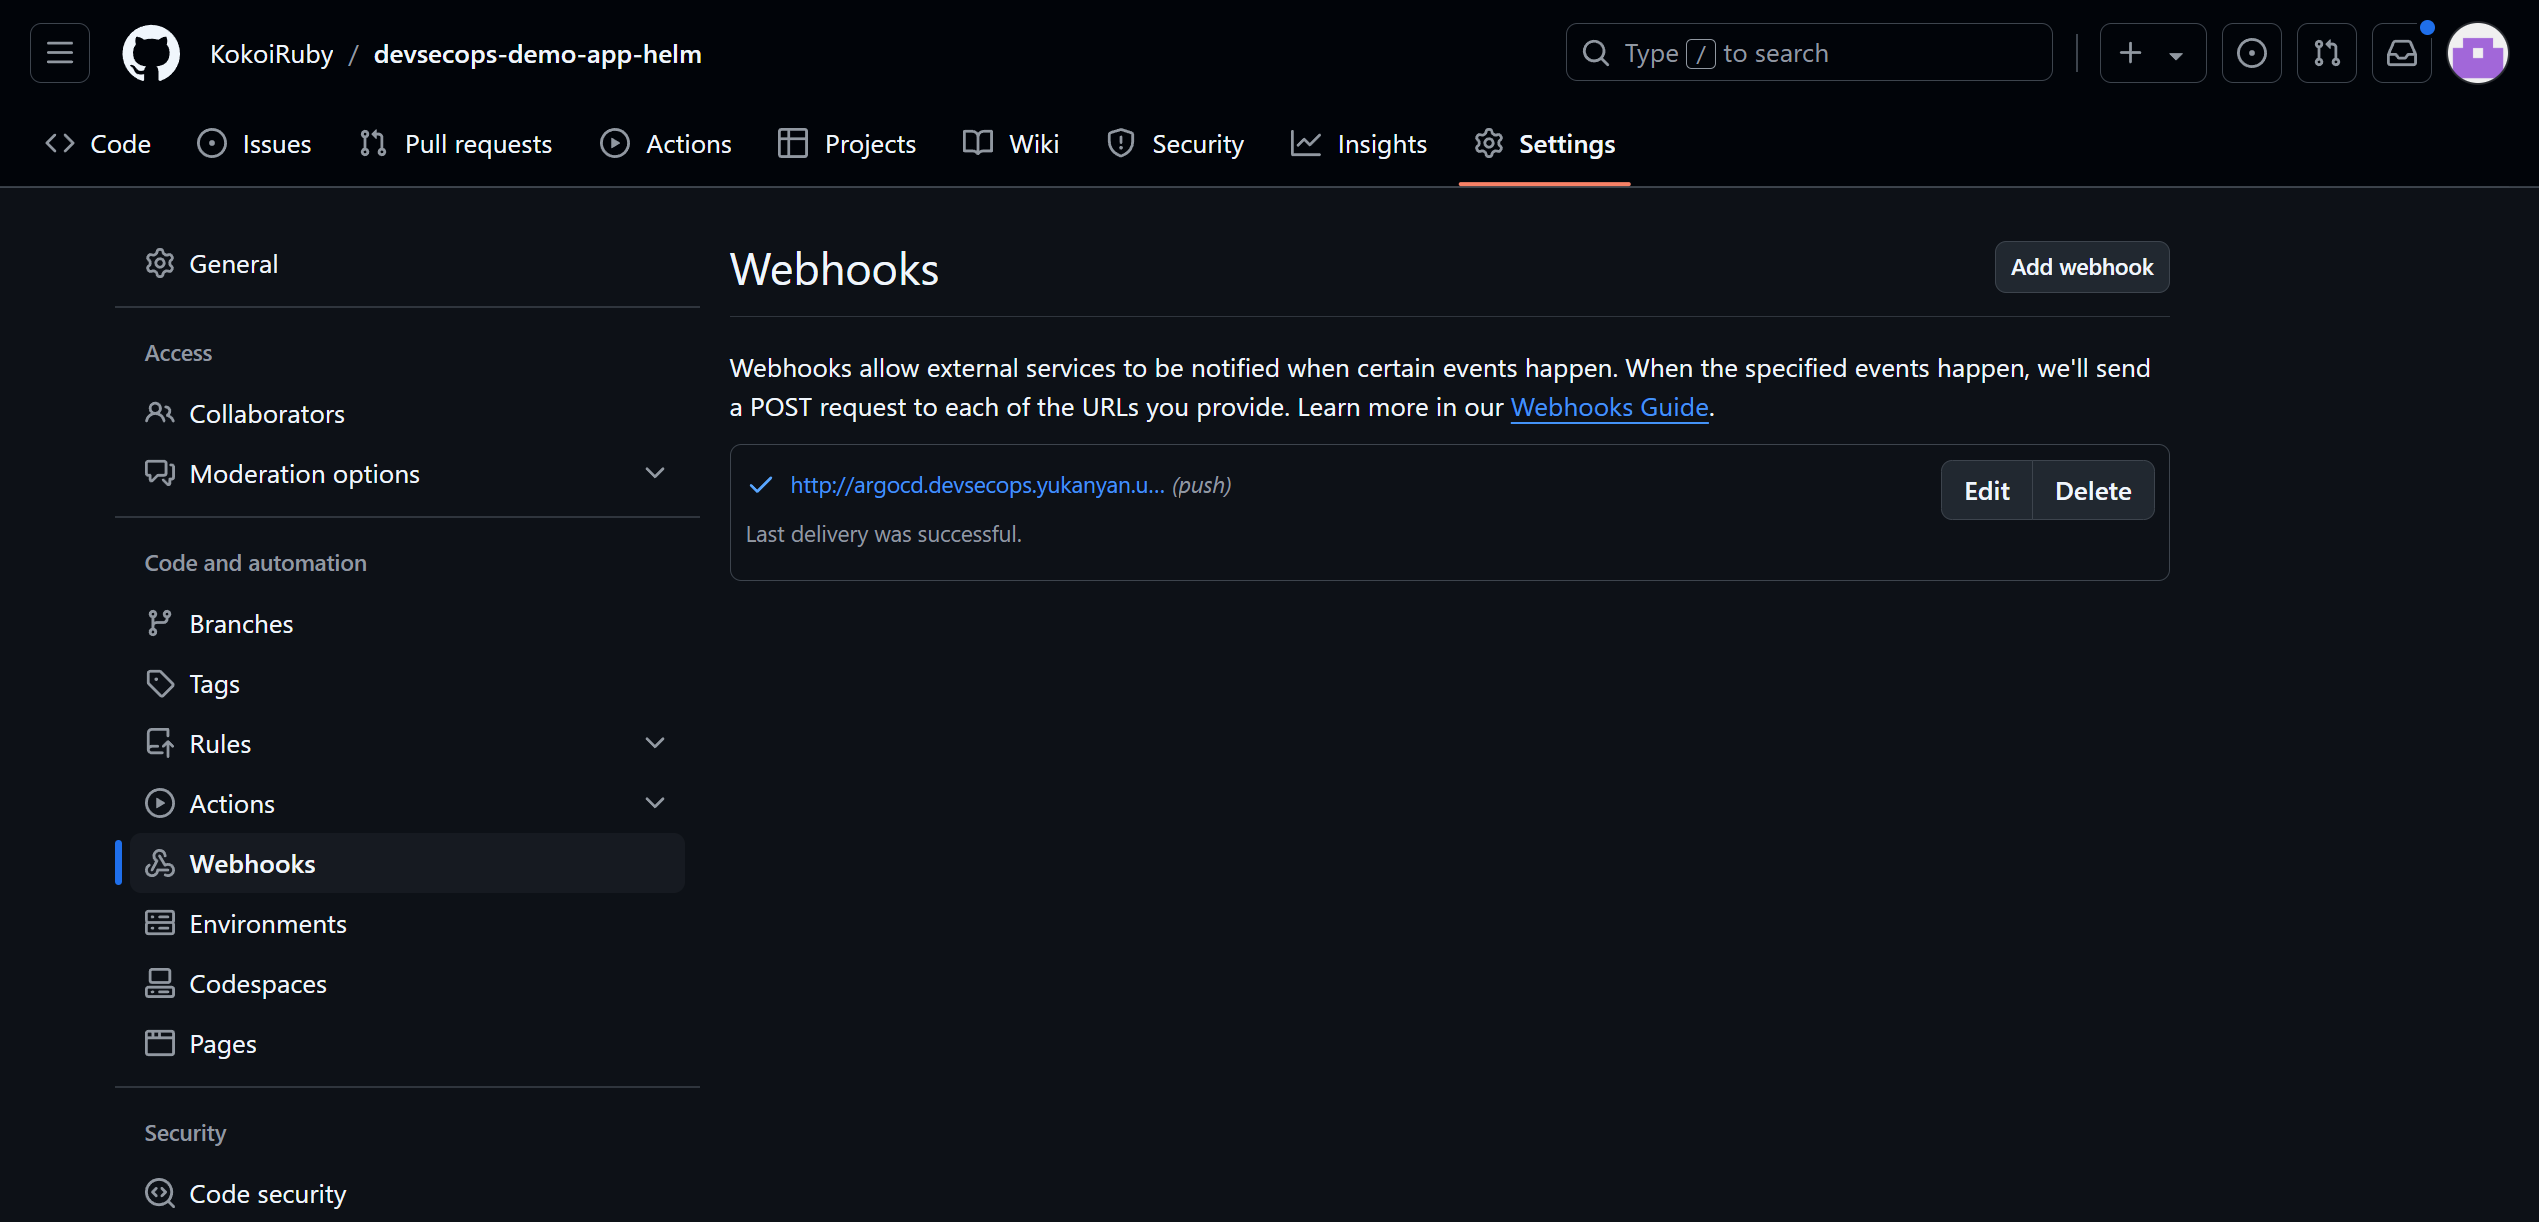 KokoiRuby / devsecops-demo-app-helm
Type / to search
Code Issues Pull requests Actions Projects Wiki Security Insights Settings
General
Access
Collaborators
Moderation options
Code and automation
Branches
Tags
Rules
Actions
Webhooks
Environments
Codespaces
Pages
Security
Code security
Webhooks
Add webhook
Webhooks allow external services to be notified when certain events happen. When the specified events happen, we'll send
a POST request to each of the URLs you provide. Learn more in our Webhooks Guide.
http://argocd.devsecops.yukanyan.u... (push)
Edit Delete
Last delivery was successful.